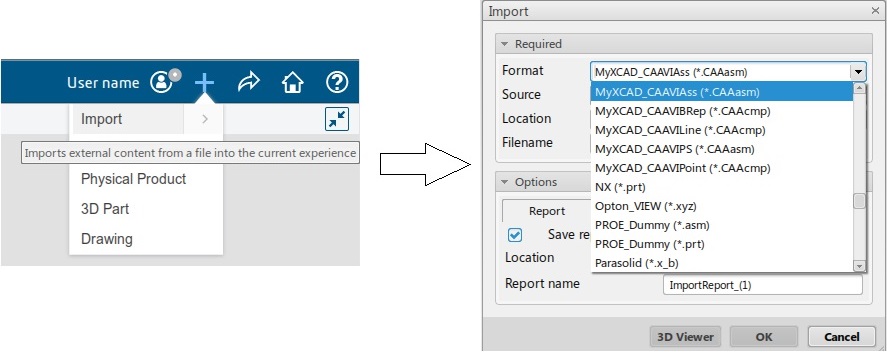 User name
Import
Imports external content from a file into the current experience
Physical Product
3D Part
Drawing
Import
Required
Format
MyXCAD_CAAVIAss (*.CAAasm)
Source
Location
Filename
MyXCAD_CAAVIAss (*.CAAasm)
MyXCAD_CAAVIBRep (*.CAAcmp)
MyXCAD_CAAVILine (*.CAAcmp)
MyXCAD_CAAVIPS (*.CAAasm)
MyXCAD_CAAVIPoint (*.CAAcmp)
NX (*.prt)
Opton_VIEW (*.xyz)
PROE_Dummy (*.asm)
PROE_Dummy (*.prt)
Parasolid (*.x_b)
Options
Report
Save re
Location
Report name
ImportReport_(1)
3D Viewer
OK
Cancel